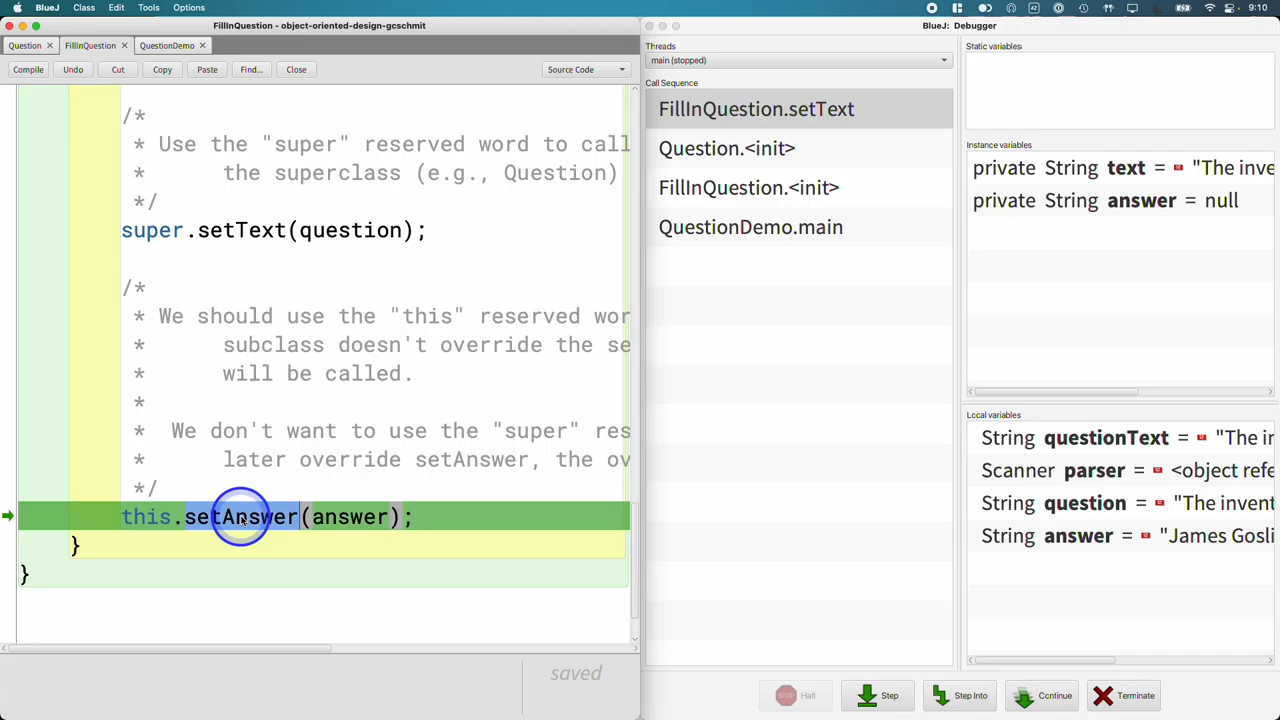 BlueJ Class Edit Tools Options 9:10
FillInQuestion - object-oriented-design-gcschmit
Question FillInQuestion QuestionDemo
Compile Undo Cut Copy Paste Find... Close Source Code
/*
* Use the "super" reserved word to call
* the superclass (e.g., Question)
*/
super.setText(question);
/*
* We should use the "this" reserved wor
* subclass doesn't override the se
* will be called.
*
* We don't want to use the "super" res
* later override setAnswer, the ov
*/
this.setAnswer(answer);
}
}
saved
BlueJ: Debugger
Threads
main (stopped)
Call Sequence
FillInQuestion.setText
Question.<init>
FillInQuestion.<init>
QuestionDemo.main
Static variables
Instance variables
private String text = "The inve
private String answer = null
Local variables
String questionText = "The in
Scanner parser = <object refe
String question = "The invent
String answer = "James Gosli
Halt Step Step Into Continue Terminate